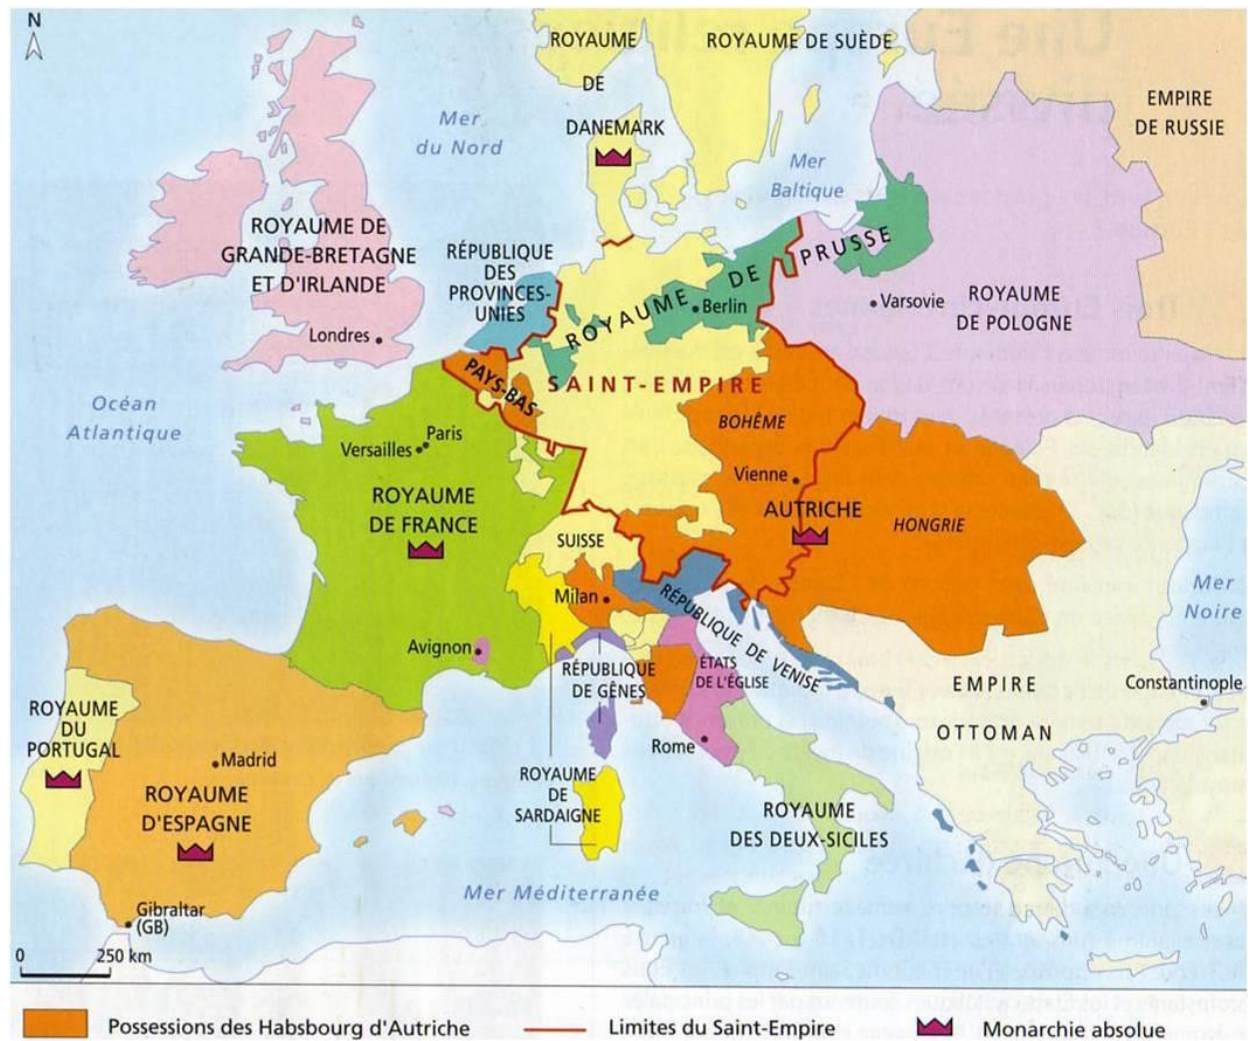 N
ROYAUME
DE
DANEMARK
ROYAUME DE SUÈDE
EMPIRE
DE RUSSIE
Mer
du Nord
Mer
Baltique
ROYAUME DE
GRANDE-BRETAGNE
ET D'IRLANDE
Londres
RÉPUBLIQUE
DES
PROVINCES-
UNIES
ROYAUME DE PRUSSE
Berlin
Varsovie
ROYAUME
DE POLOGNE
PAYS-BAS
SAINT-EMPIRE
Océan
Atlantique
Paris
Versailles
ROYAUME
DE FRANCE
BOHÊME
Vienne
AUTRICHE
HONGRIE
SUISSE
Milan
RÉPUBLIQUE DE VENISE
Mer
Noire
Avignon
RÉPUBLIQUE
DE GÊNES
ÉTATS
DE L'ÉGLISE
EMPIRE
OTTOMAN
Constantinople
ROYAUME
DU
PORTUGAL
Madrid
ROYAUME
D'ESPAGNE
Rome
ROYAUME
DE
SARDAIGNE
ROYAUME
DES DEUX-SICILES
Mer Méditerranée
Gibraltar
(GB)
0 250 km
Possessions des Habsbourg d'Autriche
Limites du Saint-Empire
Monarchie absolue